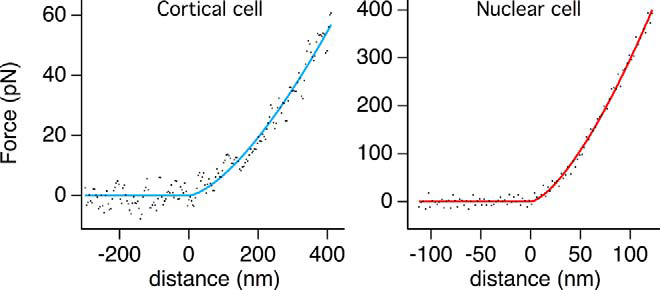 Cortical cell
Force (pN)
60
40
20
0
-200 0 200 400
distance (nm)
Nuclear cell
400
300
200
100
0
-100 -50 0 50 100
distance (nm)